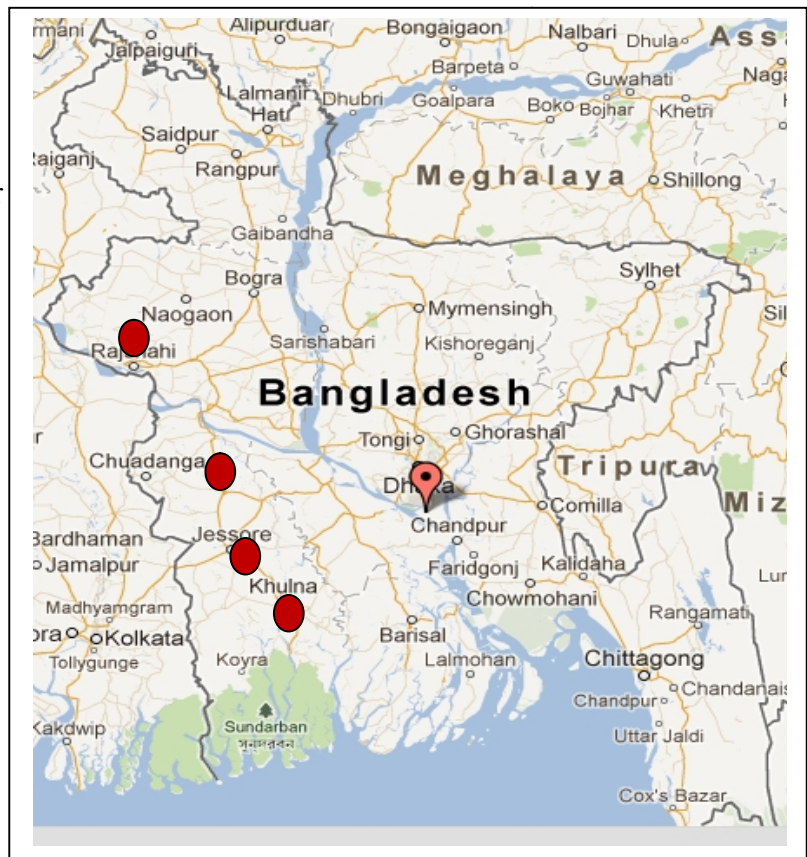 rmani
Alipurduar
Jalpaiguri
Bongaigaon
Nalbari
Dhula
Assa
Barpeta
Naga
Lalmanir
Hat
Dhubri
Goalpara
Guwahati
Boko
Bojhar
Khetri
Saidpur
Raiganj
Rangpur
Meghalaya
Shillong
Gaibandha
Bogra
Sylhet
Naogaon
Mymensingh
Sil
Sarishabari
Kishoreganj
Bangladesh
r
Tongi
Ghorashal
Chuadanga
Tripura
Comilla
Miz
Chandpur
Bardhaman
Jessore
Jamalpur
Faridgonj
Kalidaha
Lun
Khulna
Chowmohani
Madhyamgram
Rangamati
ora
Kolkata
Barisal
Tollygunge
Koyra
Lalmohan
Chittagong
Chandanais
Chandpur
Sundarban
সুন্দরবন
Kakdwip
Uttar Jaldi
Cox's Bazar